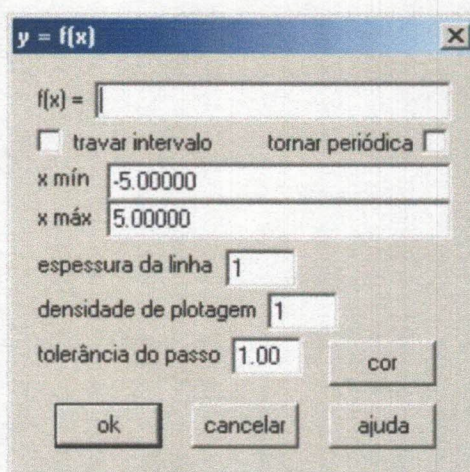 y = f(x)
f(x) =
travar intervalo tornar periódica
x mín -5.00000
x máx 5.00000
espessura da linha 1
densidade de plotagem 1
tolerância do passo 1.00
cor
ok cancelar ajuda